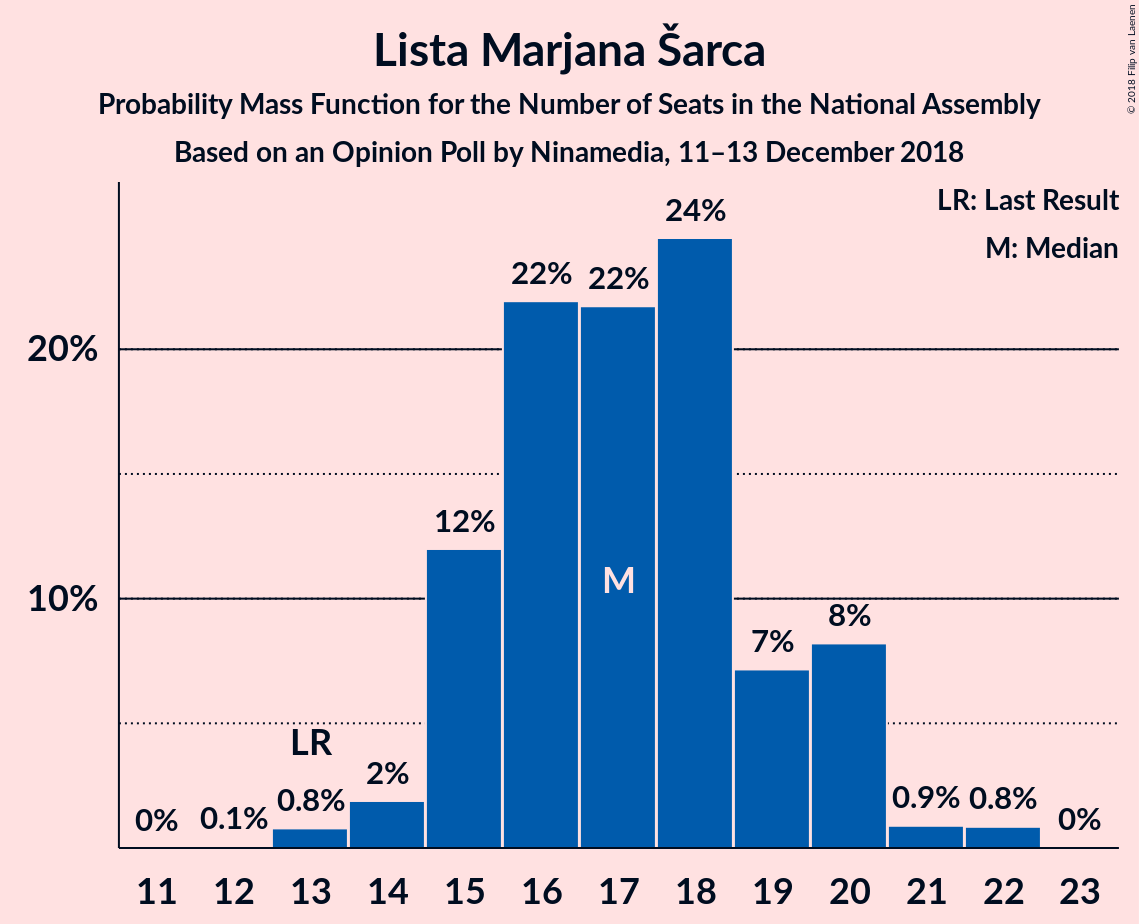 Lista Marjana Šarca
Probability Mass Function for the Number of Seats in the National Assembly
Based on an Opinion Poll by Ninamedia, 11–13 December 2018
© 2018 Filip van Laenen
LR: Last Result
M: Median
20%
10%
0%
0.1%
0.8%
LR
2%
12%
22%
22%
M
24%
7%
8%
0.9%
0.8%
0%
11 12 13 14 15 16 17 18 19 20 21 22 23